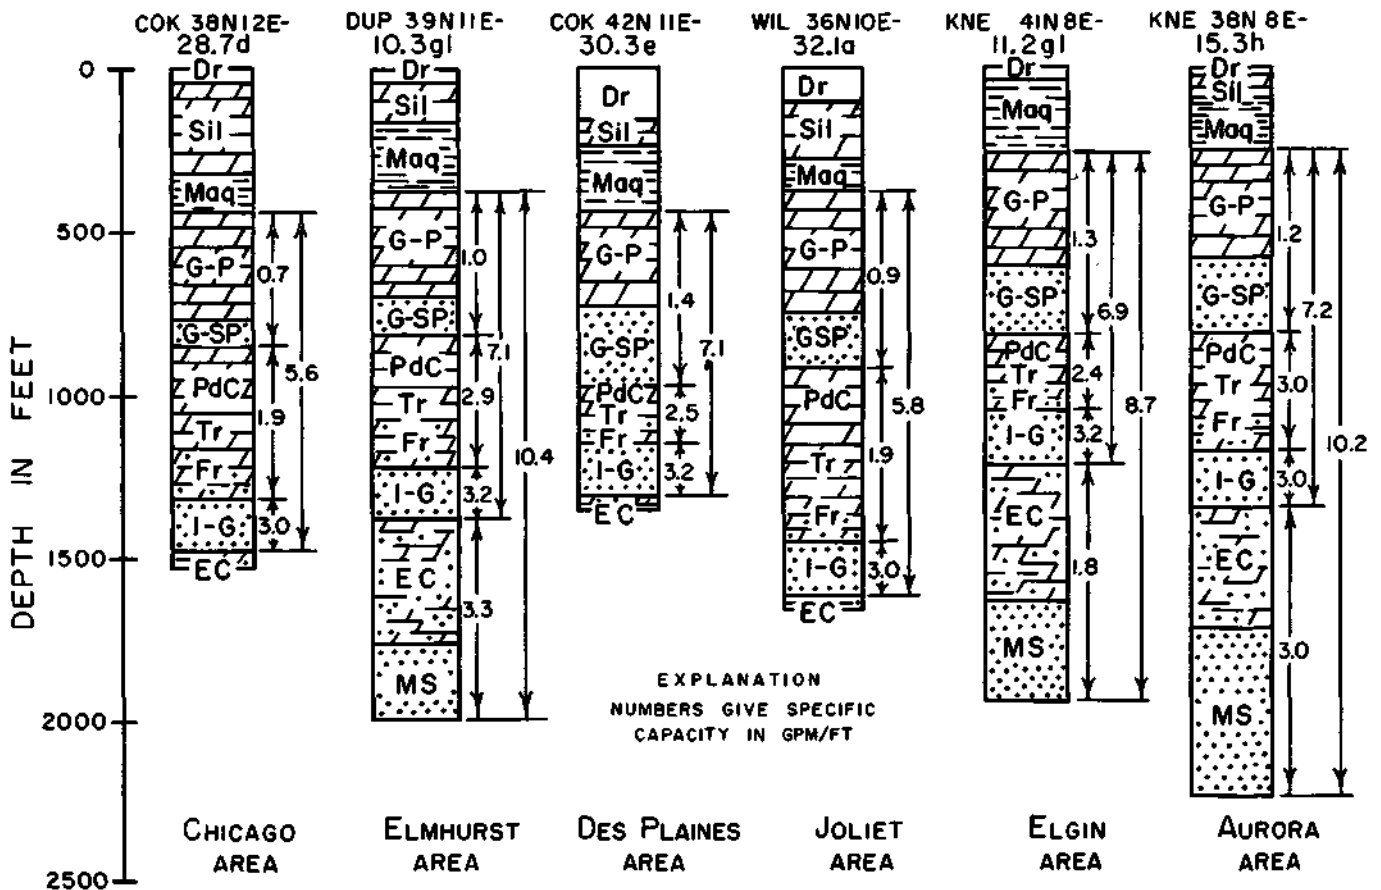 COK 38N12E-
28.7d
DUP 39N11E-
10.3g1
COK 42N11E-
30.3e
WIL 36N10E-
32.1a
KNE 41N8E-
11.2g1
KNE 38N8E-
15.3h
DEPTH IN FEET
0
500
1000
1500
2000
2500
Dr
Sil
Maq
G-P
G-SP
PdC
Tr
Fr
I-G
EC
0.7
1.9
3.0
5.6
CHICAGO
AREA
Dr
Sil
Maq
G-P
G-SP
PdC
Tr
Fr
I-G
EC
MS
1.0
2.9
3.2
3.3
7.1
10.4
ELMHURST
AREA
Dr
Sil
Maq
G-P
G-SP
PdC
Tr
Fr
I-G
EC
1.4
2.5
3.2
7.1
DES PLAINES
AREA
Dr
Sil
Maq
G-P
GSP
PdC
Tr
Fr
I-G
EC
0.9
1.9
3.0
5.8
JOLIET
AREA
Dr
Maq
G-P
G-SP
PdC
Tr
Fr
I-G
EC
MS
1.3
2.4
3.2
1.8
6.9
8.7
ELGIN
AREA
Dr
Sil
Maq
G-P
G-SP
PdC
Tr
Fr
I-G
EC
MS
1.2
3.0
3.0
3.0
7.2
10.2
AURORA
AREA
EXPLANATION
NUMBERS GIVE SPECIFIC
CAPACITY IN GPM/FT